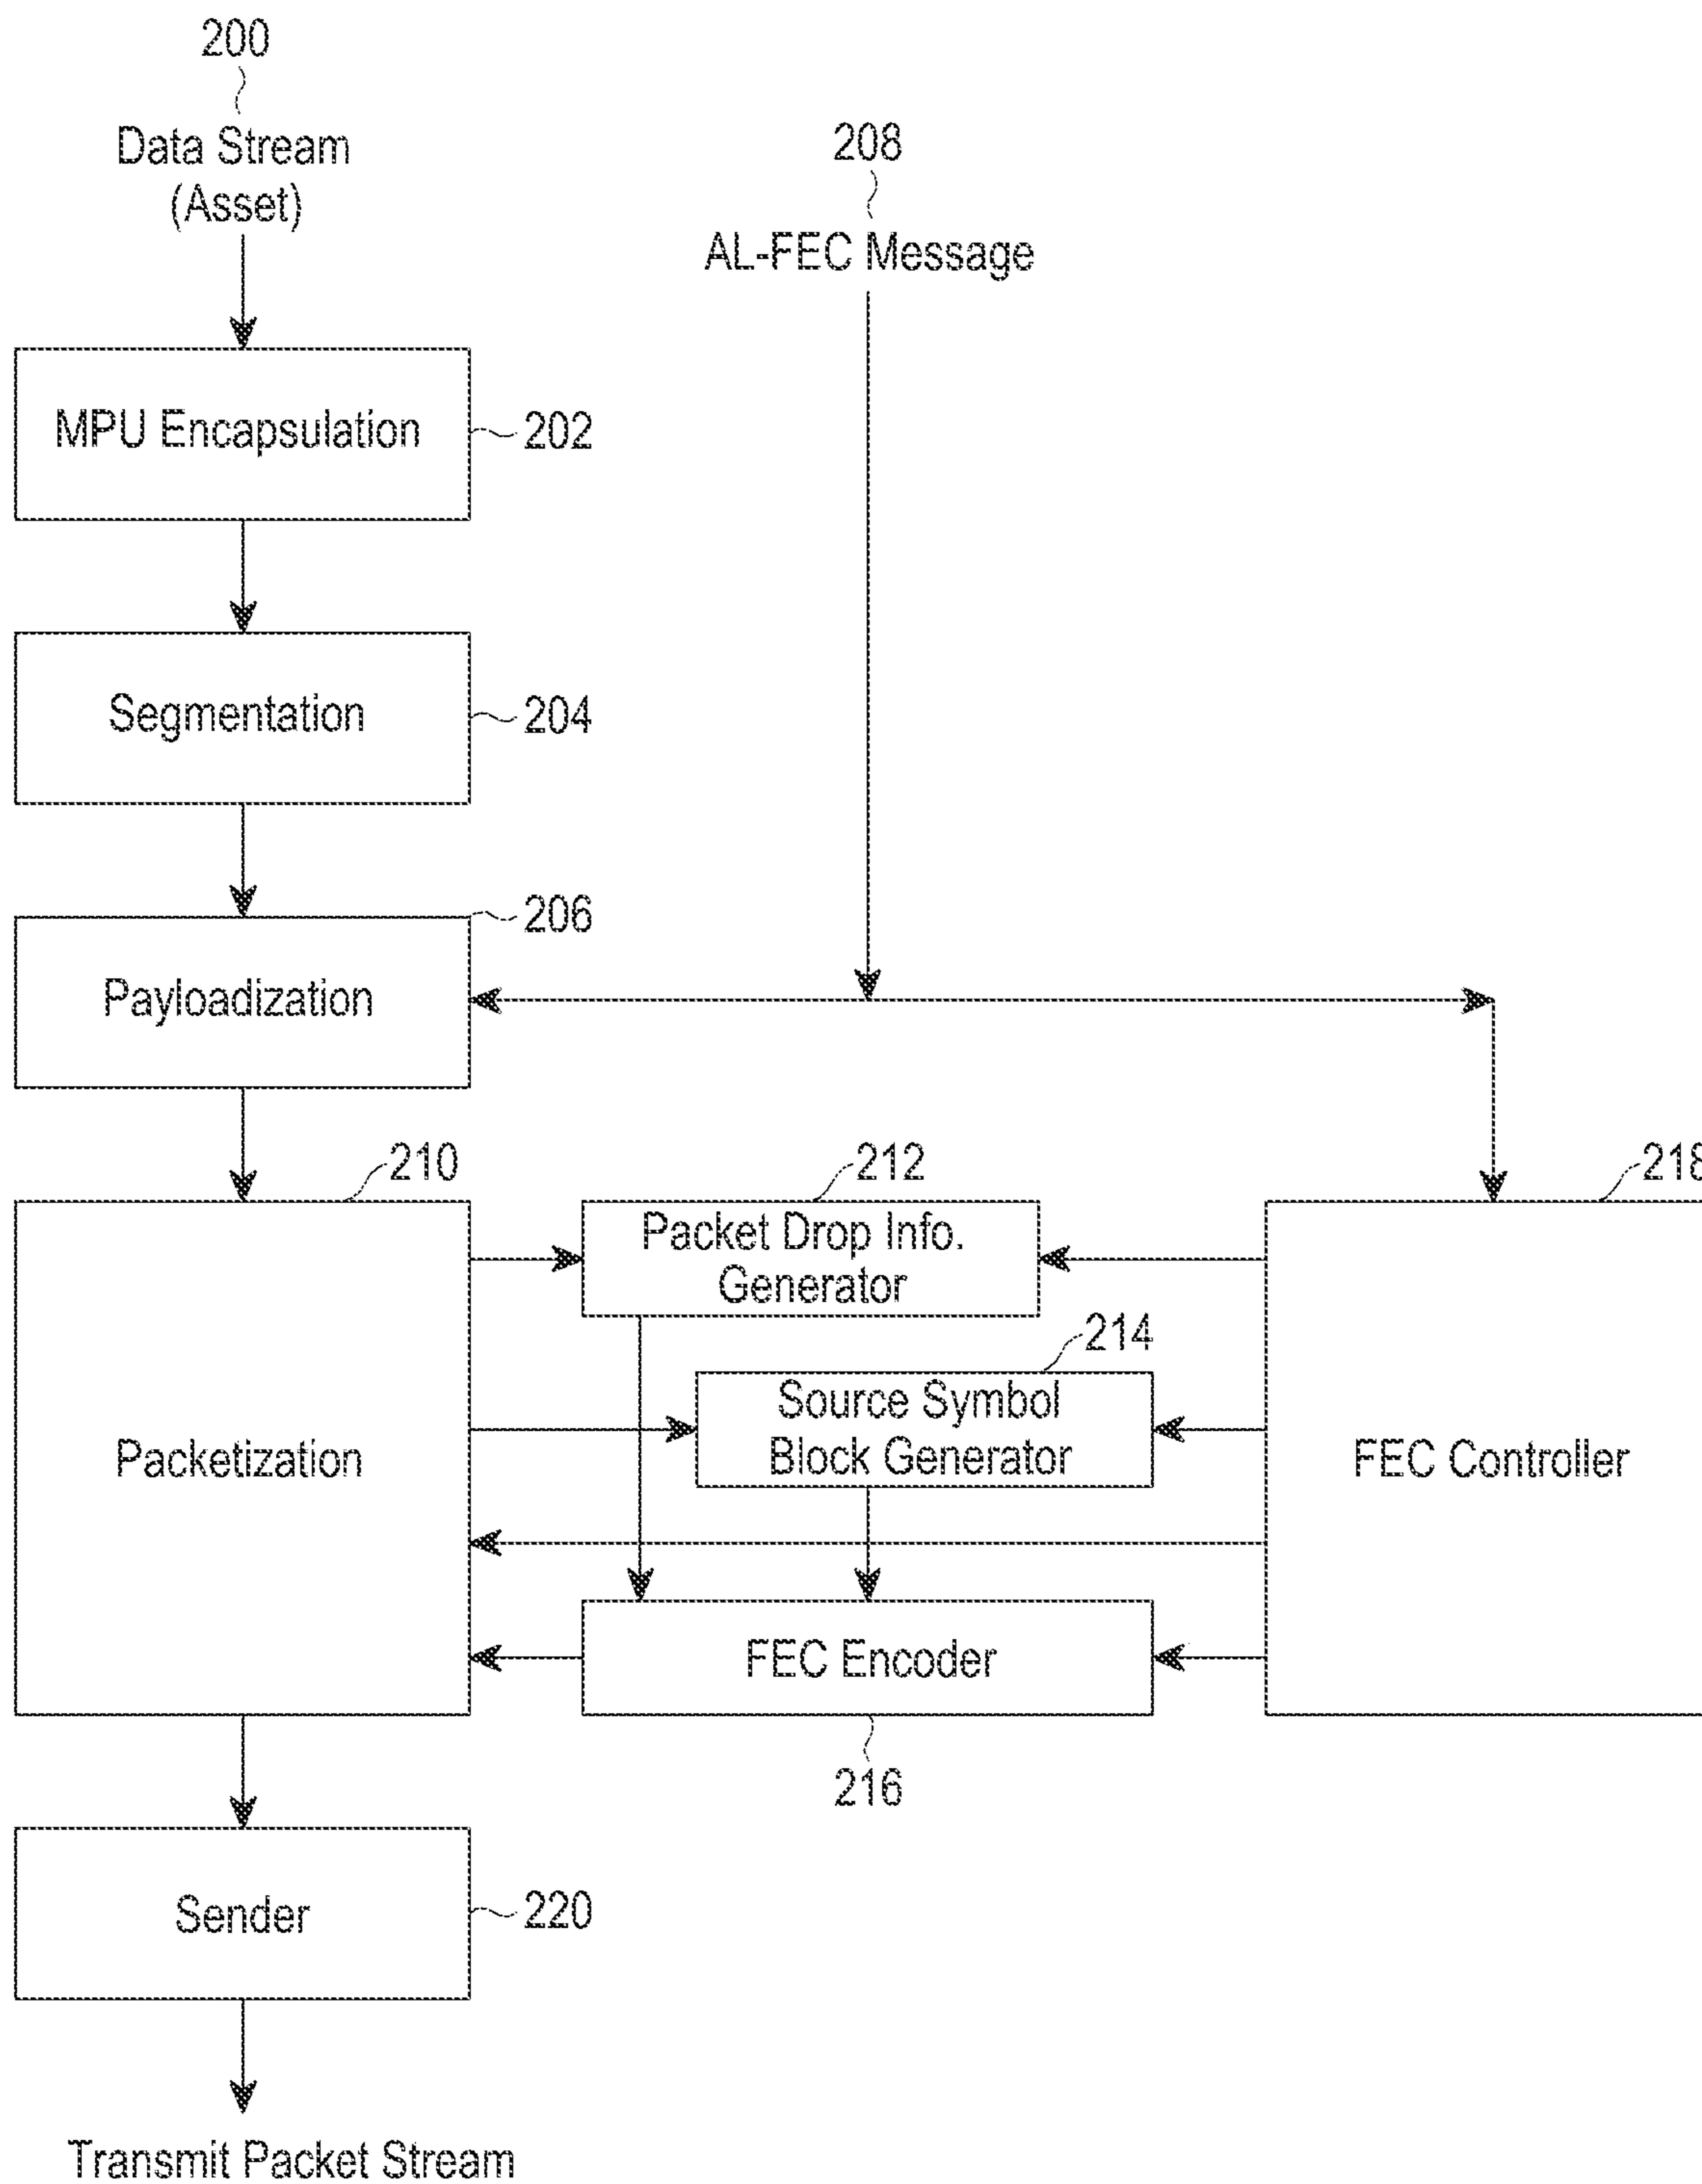 200
Data Stream
(Asset)
208
AL-FEC Message
MPU Encapsulation
202
Segmentation
204
206
Payloadization
210
212
218
Packet Drop Info.
Generator
214
Source Symbol
Block Generator
Packetization
FEC Controller
FEC Encoder
216
Sender
220
Transmit Packet Stream